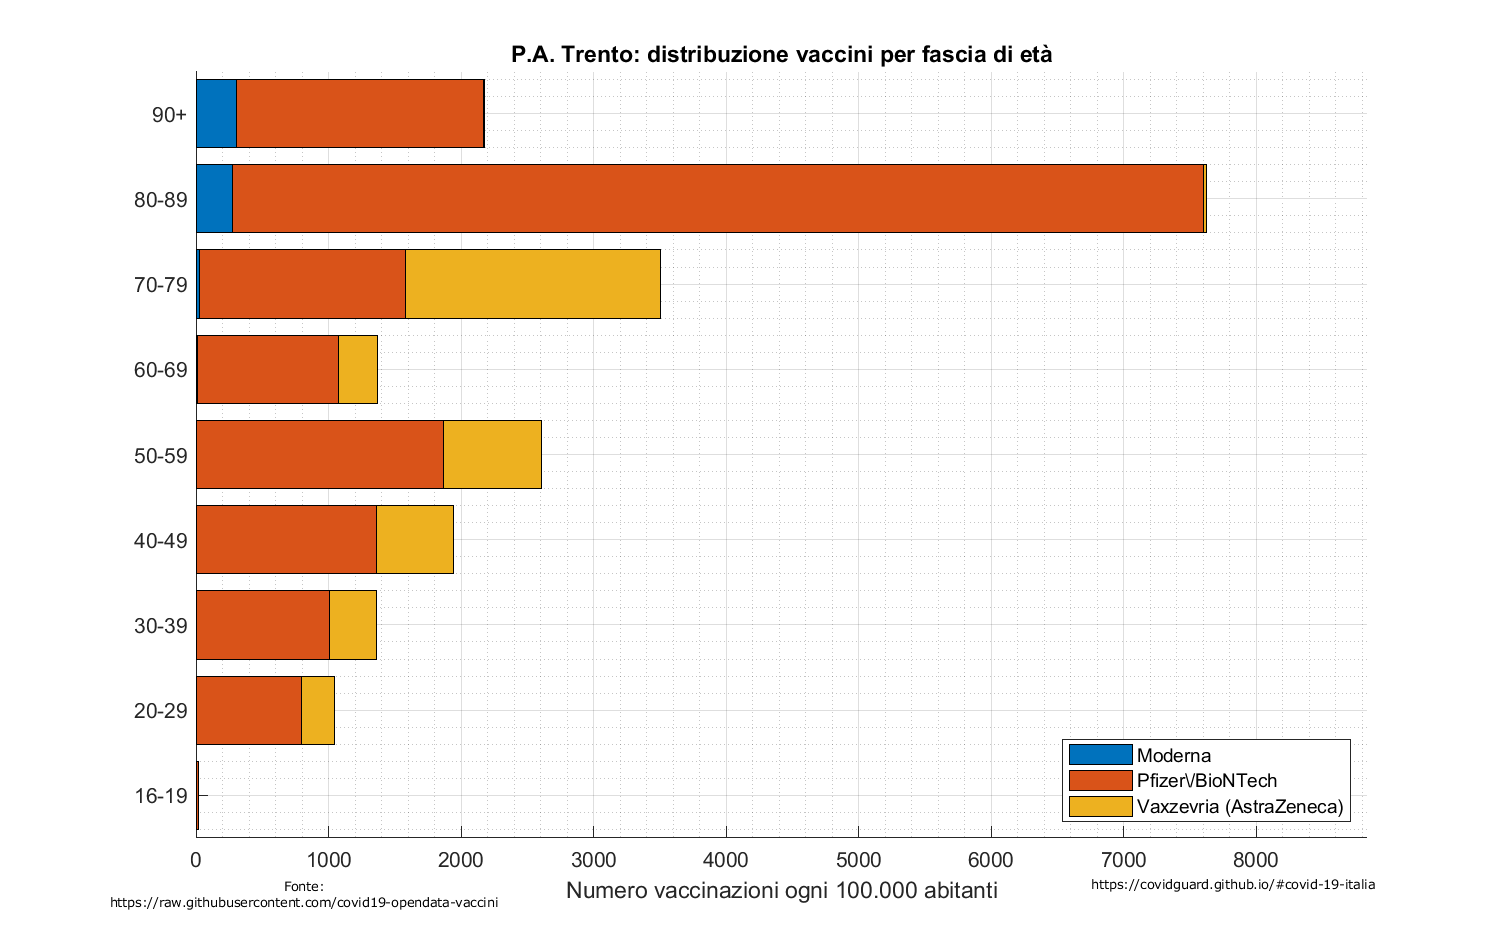 P.A. Trento: distribuzione vaccini per fascia di età
90+
80-89
70-79
60-69
50-59
40-49
30-39
20-29
16-19
Moderna
Pfizer\/BioNTech
Vaxzevria (AstraZeneca)
0 1000 2000 3000 4000 5000 6000 7000 8000
Numero vaccinazioni ogni 100.000 abitanti
Fonte:
https://raw.githubusercontent.com/covid19-opendata-vaccini
https://covidguard.github.io/#covid-19-italia